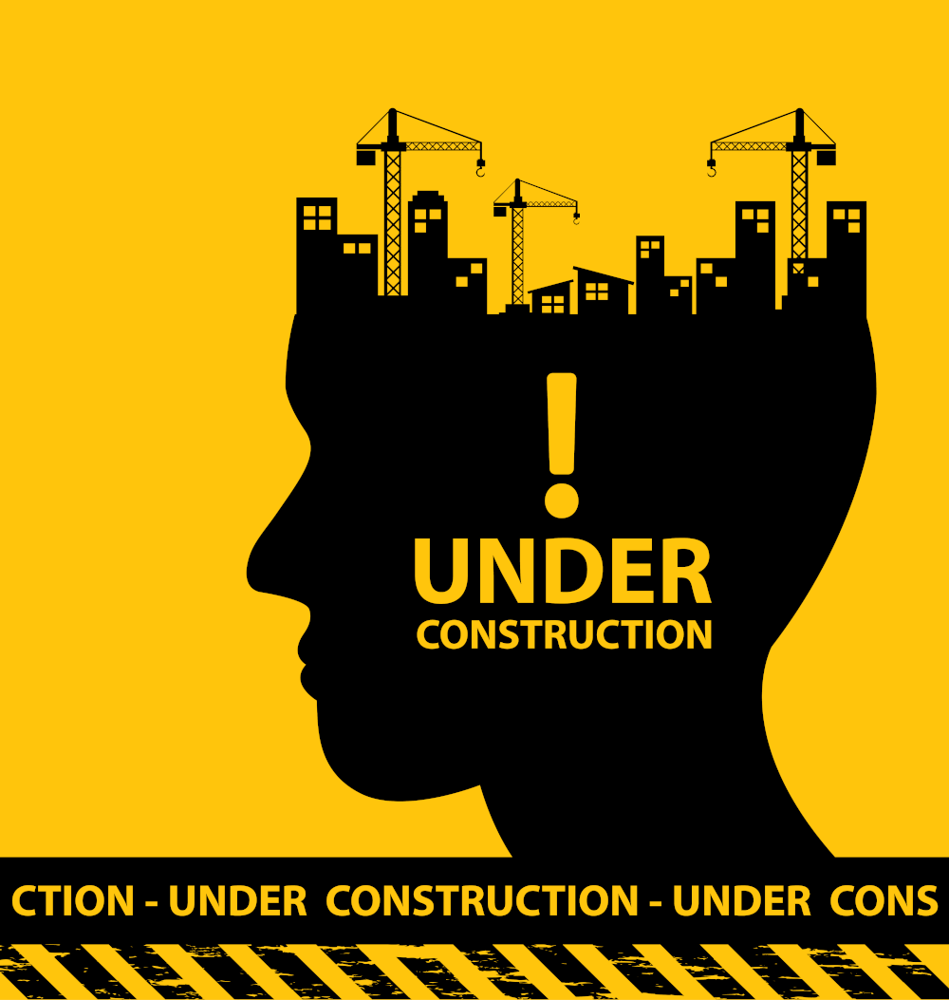 !
UNDER
CONSTRUCTION
CTION - UNDER CONSTRUCTION - UNDER CONS